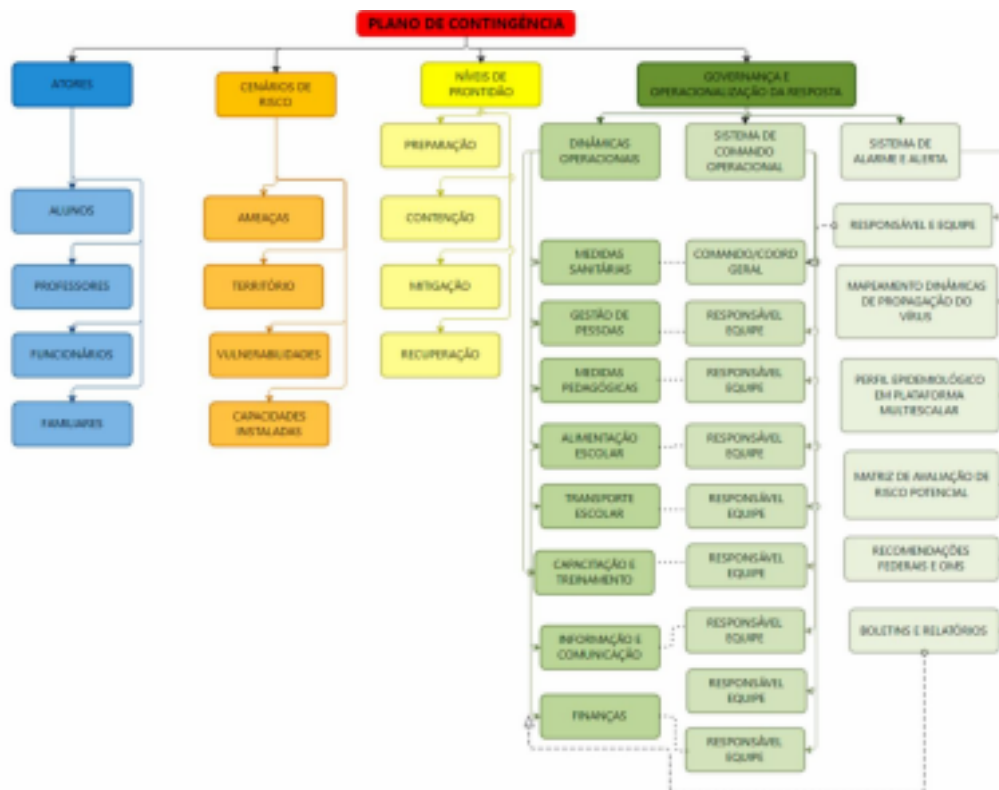 PLANO DE CONTINGÊNCIA
ATORES
ALUNOS
PROFESSORES
FUNCIONÁRIOS
FAMILIARES
CENÁRIOS DE
RISCO
AMEAÇAS
TERRITÓRIO
VULNERABILIDADES
CAPACIDADES
INSTALADAS
NÍVEIS DE
PRONTIDÃO
PREPARAÇÃO
CONTENÇÃO
MITIGAÇÃO
RECUPERAÇÃO
GOVERNANÇA E
OPERACIONALIZAÇÃO DA RESPOSTA
DINÂMICAS
OPERACIONAIS
MEDIDAS
SANITÁRIAS
GESTÃO DE
PESSOAS
MEDIDAS
PEDAGÓGICAS
ALIMENTAÇÃO
ESCOLAR
TRANSPORTE
ESCOLAR
CAPACITAÇÃO E
TREINAMENTO
INFORMAÇÃO E
COMUNICAÇÃO
FINANÇAS
SISTEMA DE
COMANDO
OPERACIONAL
COMANDO/COORD
GERAL
RESPONSÁVEL
EQUIPE
RESPONSÁVEL
EQUIPE
RESPONSÁVEL
EQUIPE
RESPONSÁVEL
EQUIPE
RESPONSÁVEL
EQUIPE
RESPONSÁVEL
EQUIPE
RESPONSÁVEL
EQUIPE
RESPONSÁVEL
EQUIPE
SISTEMA DE
ALARME E ALERTA
RESPONSÁVEL E EQUIPE
MAPEAMENTO DINÂMICAS
DE PROPAGAÇÃO DO
VÍRUS
PERFIL EPIDEMIOLÓGICO
EM PLATAFORMA
MULTIESCALAR
MATRIZ DE AVALIAÇÃO DE
RISCO POTENCIAL
RECOMENDAÇÕES
FEDERAIS E OMS
BOLETINS E RELATÓRIOS